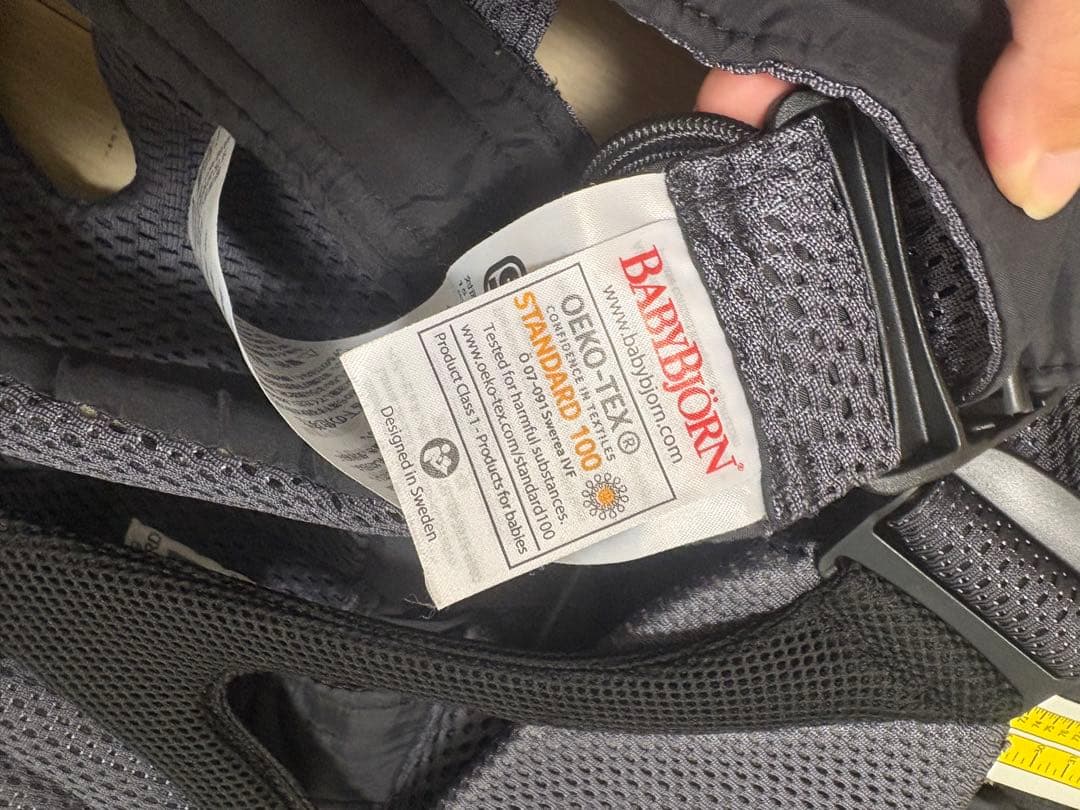 BABYBJÖRN®
www.babybjorn.com
OEKO-TEX®
CONFIDENCE IN TEXTILES
STANDARD 100
Ö 07-091 Swerea IVF
Tested for harmful substances.
www.oeko-tex.com/standard100
Product Class 1 - Products for babies
Designed in Sweden